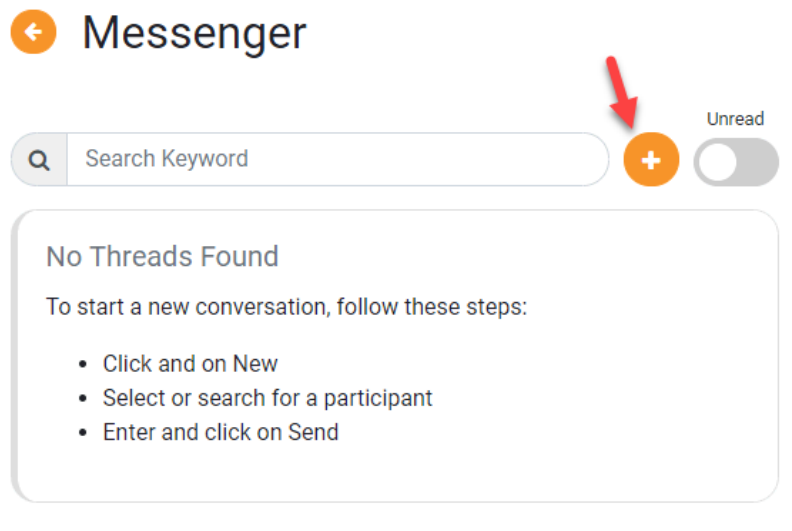 Messenger
Unread
Search Keyword
No Threads Found
To start a new conversation, follow these steps:
Click and on New
Select or search for a participant
Enter and click on Send